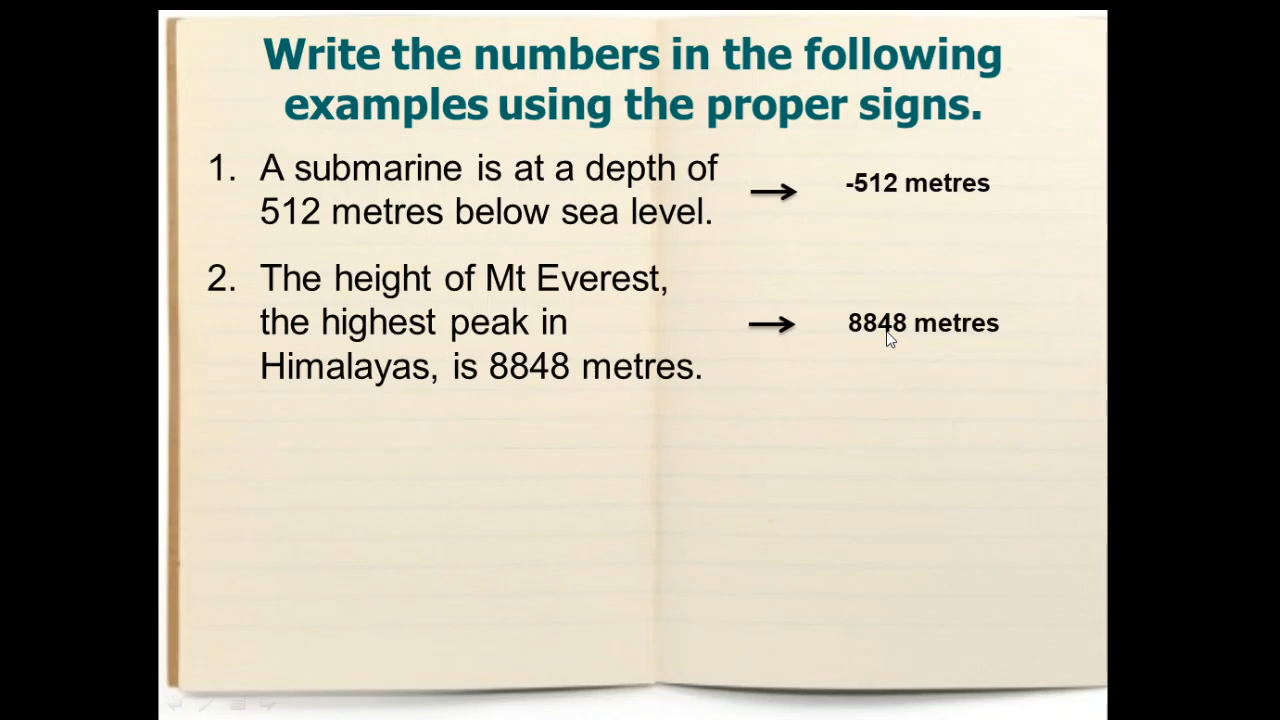 Write the numbers in the following
examples using the proper signs.
1. A submarine is at a depth of
512 metres below sea level.
-512 metres
2. The height of Mt Everest,
the highest peak in
Himalayas, is 8848 metres.
8848 metres